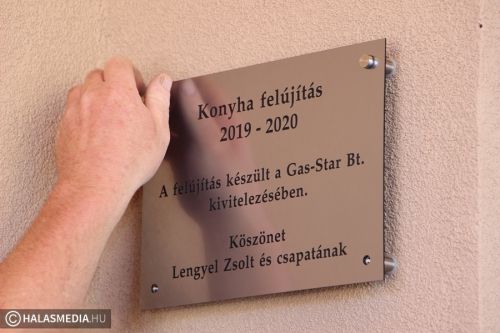 Konyha felújítás
2019 - 2020
A felújítás készült a Gas-Star Bt.
kivitelezésében.
Köszönet
Lengyel Zsolt és csapatának
HALASMEDIA.HU